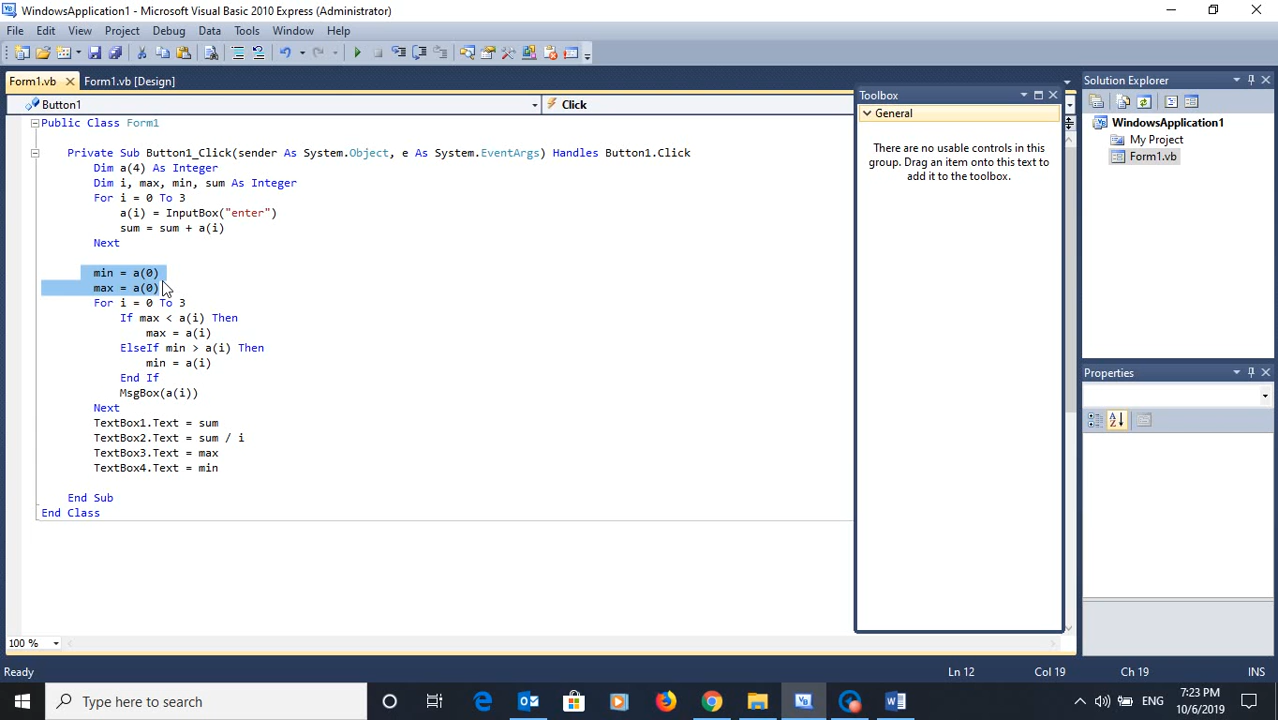 WindowsApplication1 - Microsoft Visual Basic 2010 Express (Administrator)
File Edit View Project Debug Data Tools Window Help
Form1.vb Form1.vb [Design]
Button1 Click
Public Class Form1
Private Sub Button1_Click(sender As System.Object, e As System.EventArgs) Handles Button1.Click
Dim a(4) As Integer
Dim i, max, min, sum As Integer
For i = 0 To 3
a(i) = InputBox("enter")
sum = sum + a(i)
Next
min = a(0)
max = a(0)
For i = 0 To 3
If max < a(i) Then
max = a(i)
ElseIf min > a(i) Then
min = a(i)
End If
MsgBox(a(i))
Next
TextBox1.Text = sum
TextBox2.Text = sum / i
TextBox3.Text = max
TextBox4.Text = min
End Sub
End Class
100 %
Toolbox
General
There are no usable controls in this
group. Drag an item onto this text to
add it to the toolbox.
Solution Explorer
WindowsApplication1
My Project
Form1.vb
Properties
Ready Ln 12 Col 19 Ch 19 INS
Type here to search
ENG
7:23 PM
10/6/2019